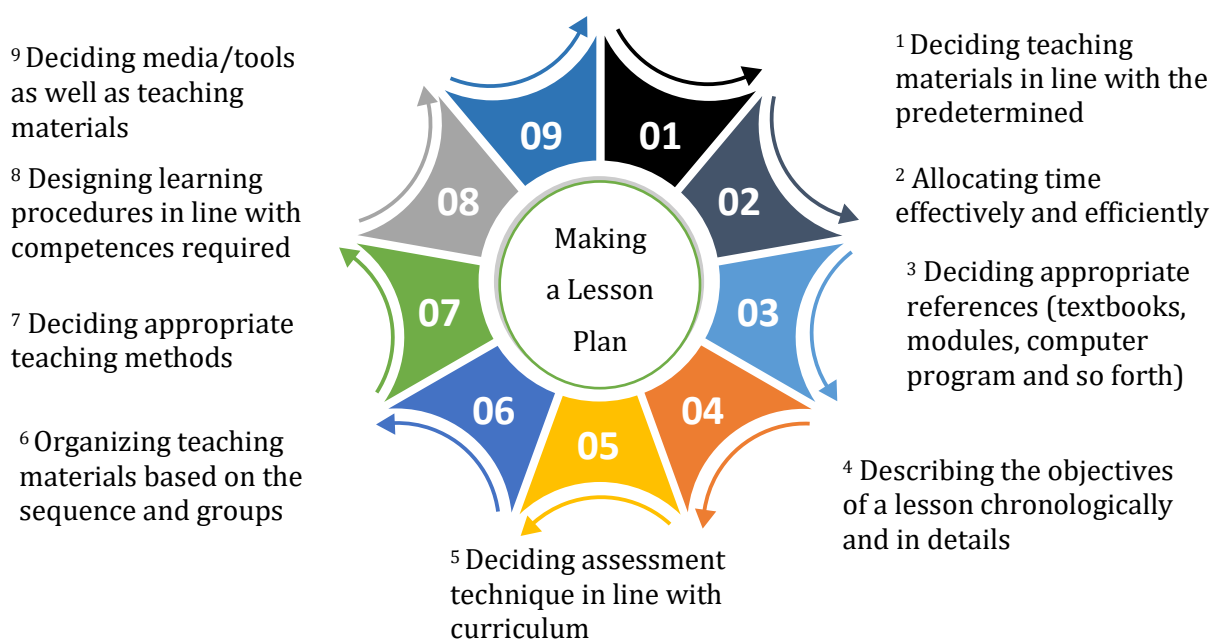 ¹ Deciding teaching
materials in line with the
predetermined
² Allocating time
effectively and efficiently
³ Deciding appropriate
references (textbooks,
modules, computer
program and so forth)
⁴ Describing the objectives
of a lesson chronologically
and in details
⁵ Deciding assessment
technique in line with
curriculum
⁶ Organizing teaching
materials based on the
sequence and groups
⁷ Deciding appropriate
teaching methods
⁸ Designing learning
procedures in line with
competences required
⁹ Deciding media/tools
as well as teaching
materials
01
02
03
04
05
06
07
08
09
Making
a Lesson
Plan